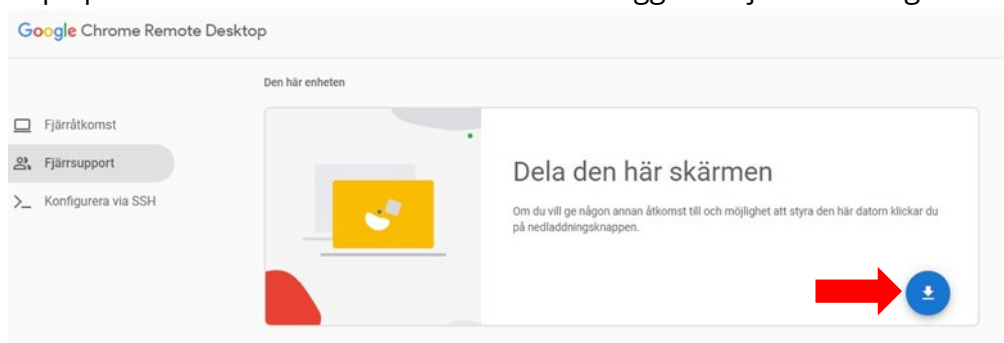 Google Chrome Remote Desktop
Den här enheten
Fjärråtkomst
Fjärrsupport
Konfigurera via SSH
Dela den här skärmen
Om du vill ge någon annan åtkomst till och möjlighet att styra den här datorn klickar du
på nedladdningsknappen.